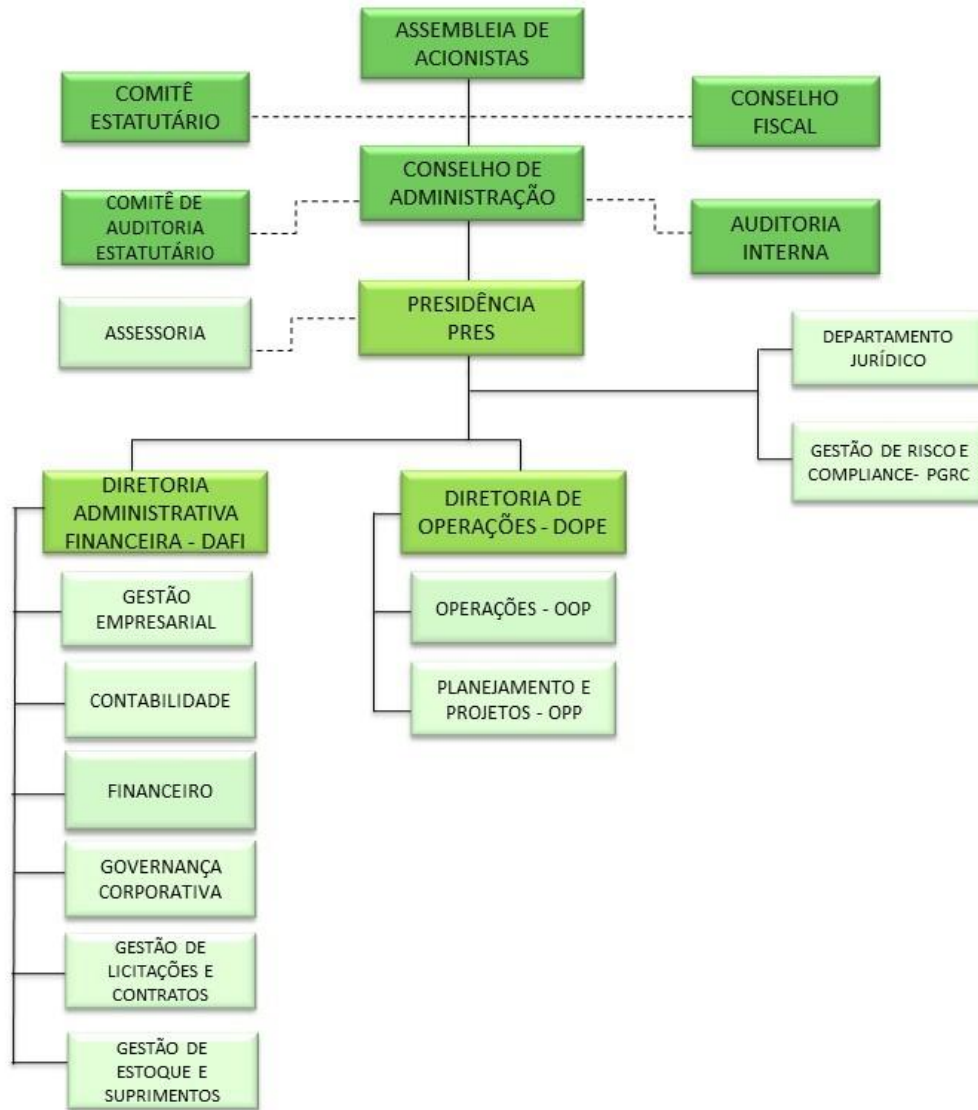 ASSEMBLEIA DE
ACIONISTAS
COMITÊ
ESTATUTÁRIO
CONSELHO
FISCAL
CONSELHO DE
ADMINISTRAÇÃO
COMITÊ DE
AUDITORIA
ESTATUTÁRIO
AUDITORIA
INTERNA
PRESIDÊNCIA
PRES
ASSESSORIA
DEPARTAMENTO
JURÍDICO
GESTÃO DE RISCO E
COMPLIANCE- PGRC
DIRETORIA
ADMINISTRATIVA
FINANCEIRA - DAFI
GESTÃO
EMPRESARIAL
CONTABILIDADE
FINANCEIRO
GOVERNANÇA
CORPORATIVA
GESTÃO DE
LICITAÇÕES E
CONTRATOS
GESTÃO DE
ESTOQUE E
SUPRIMENTOS
DIRETORIA DE
OPERAÇÕES - DOPE
OPERAÇÕES - OOP
PLANEJAMENTO E
PROJETOS - OPP